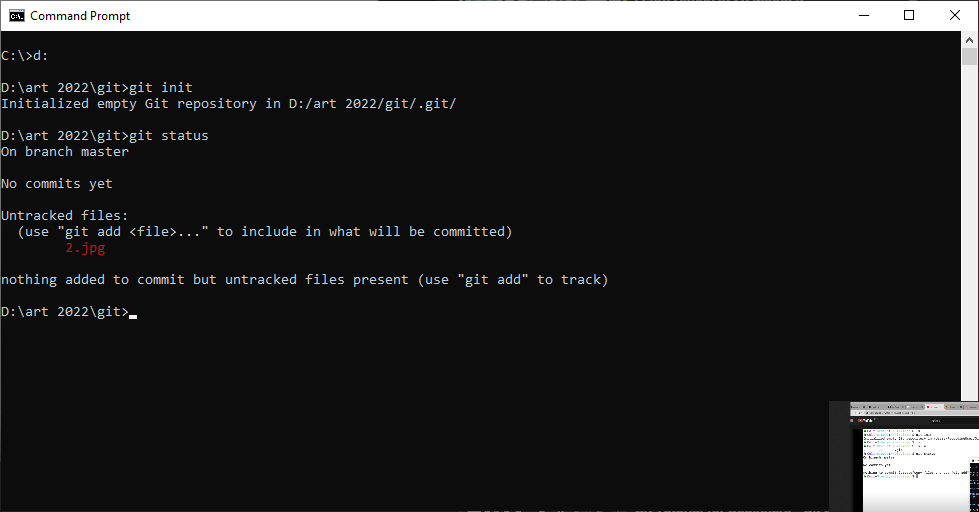 Command Prompt
C:\>d:
D:\art 2022\git>git init
Initialized empty Git repository in D:/art 2022/git/.git/
D:\art 2022\git>git status
On branch master
No commits yet
Untracked files:
(use "git add <file>..." to include in what will be committed)
2.jpg
nothing added to commit but untracked files present (use "git add" to track)
D:\art 2022\git>